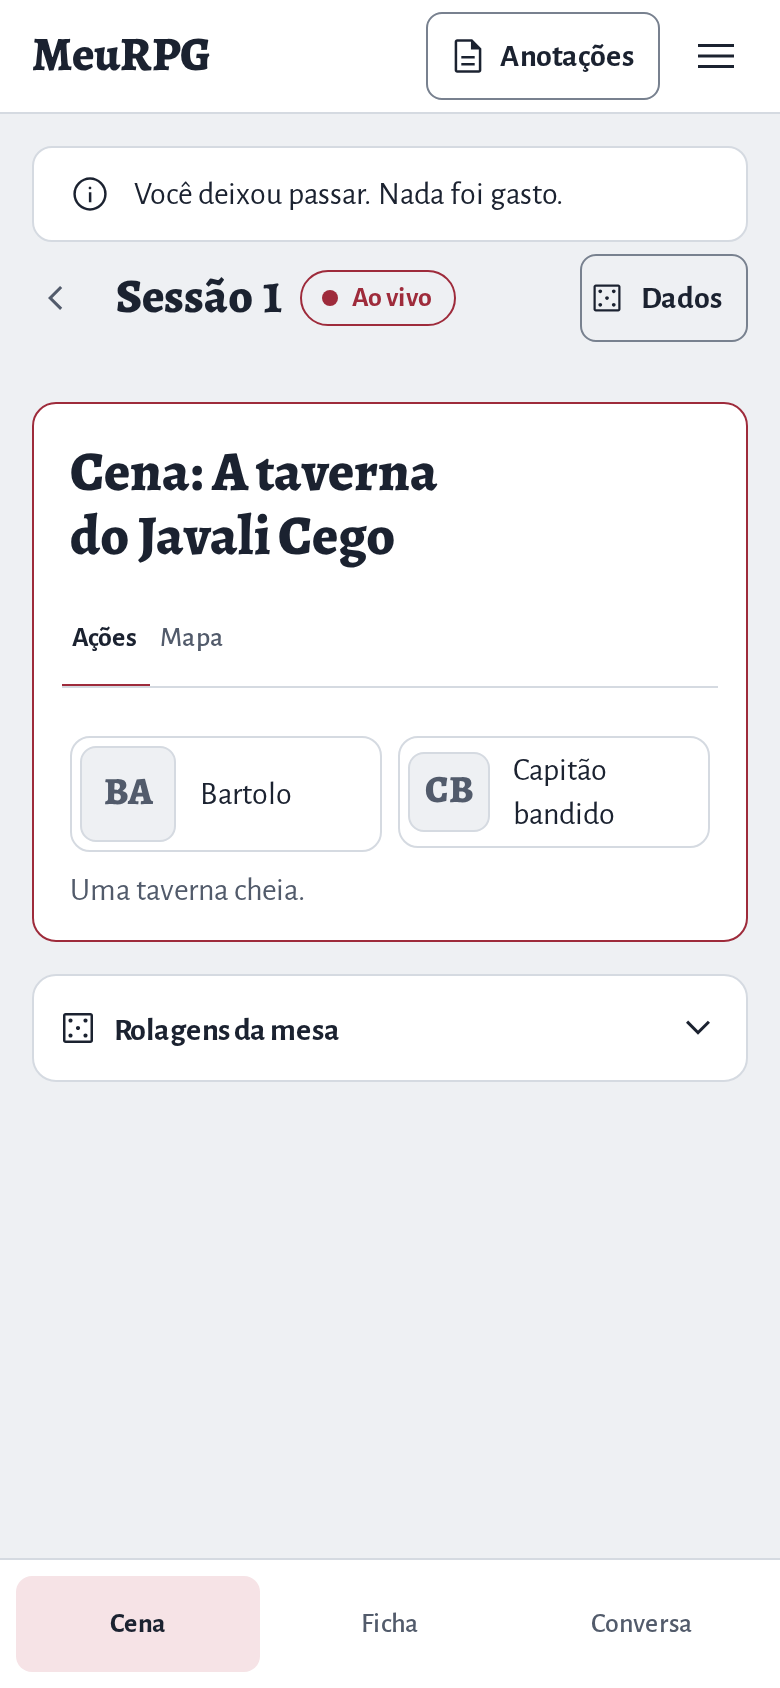 MeuRPG
Anotações
Você deixou passar. Nada foi gasto.
Sessão 1
Ao vivo
Dados
Cena: A taverna
do Javali Cego
Ações
Mapa
BA
Bartolo
CB
Capitão
bandido
Uma taverna cheia.
Rolagens da mesa
Cena
Ficha
Conversa